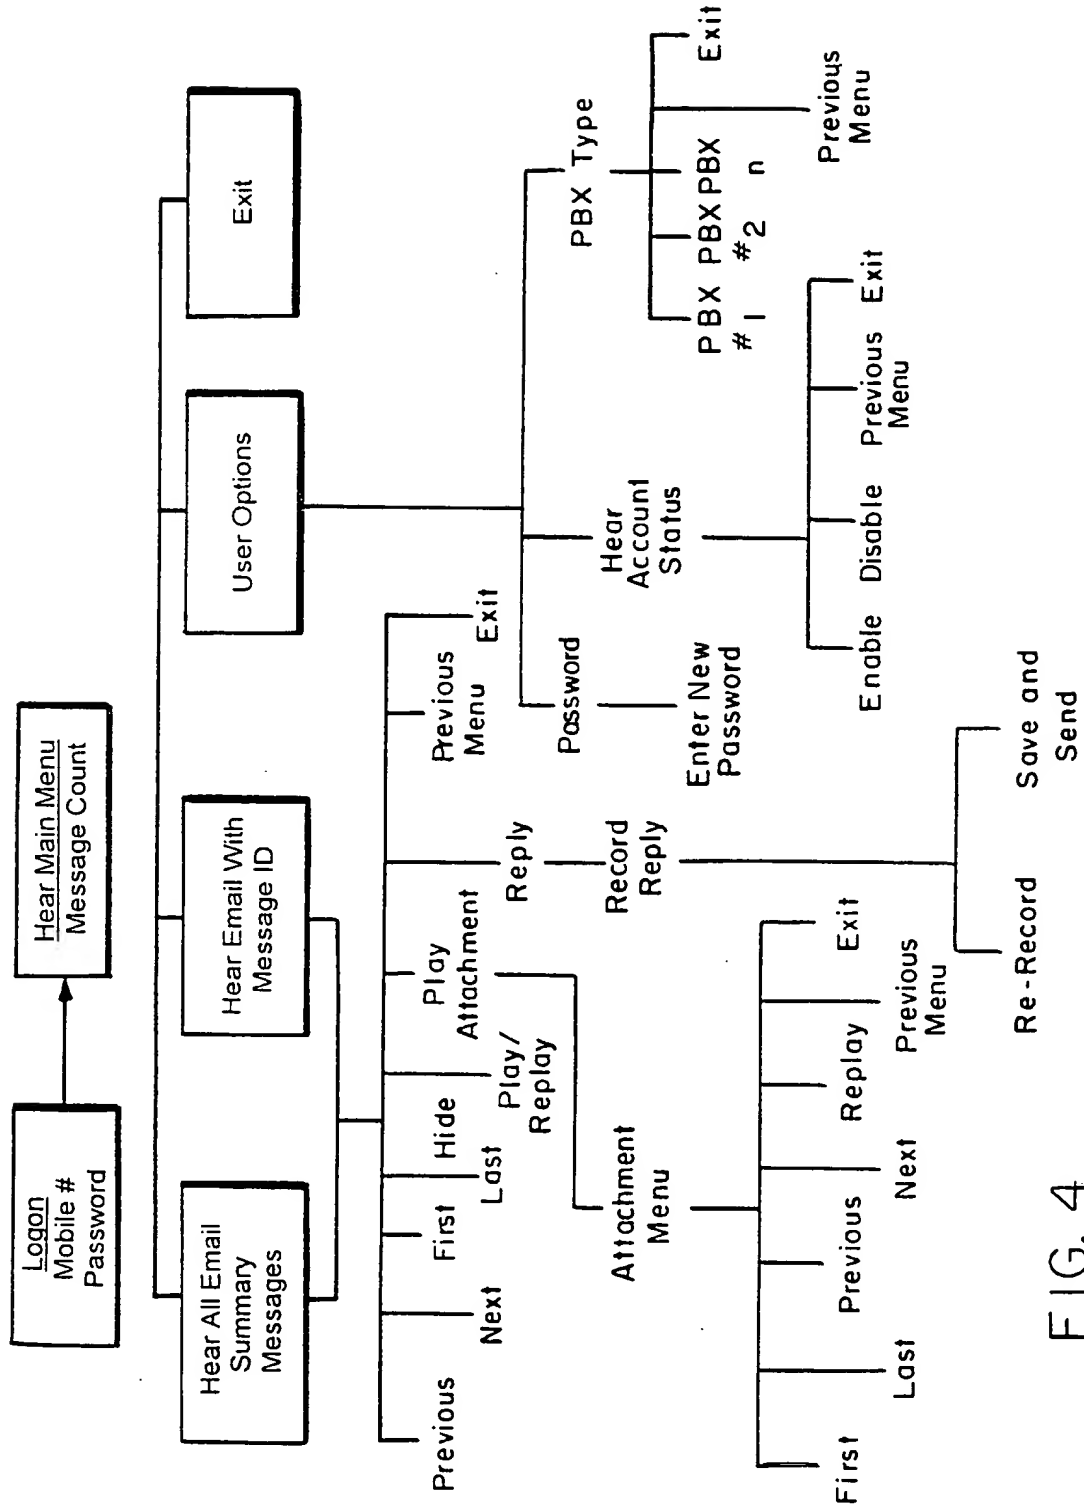 Logon
Mobile #
Password
Hear Main Menu
Message Count
Hear All Email
Summary
Messages
Hear Email With
Message ID
User Options
Exit
Previous
Next
First
Last
Hide
Play/
Replay
Play
Attachment
Reply
Previous
Menu
Exit
Attachment
Menu
Record
Reply
First
Last
Previous
Next
Replay
Previous
Menu
Exit
Re-Record
Save and
Send
Password
Enter New
Password
Hear
Account
Status
Enable
Disable
Previous
Menu
Exit
PBX Type
PBX
#1
PBX
#2
PBX
n
Previous
Menu
Exit
FIG. 4